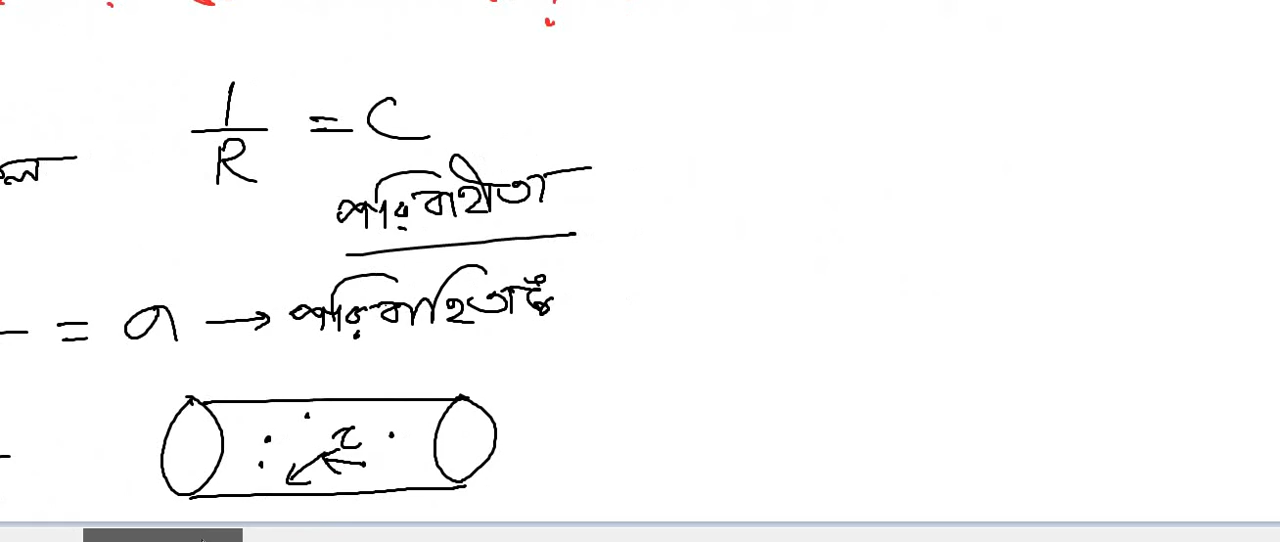 1/R = C
পরিবাহীতা
= σ → পরিবাহিতাঙ্ক
τ